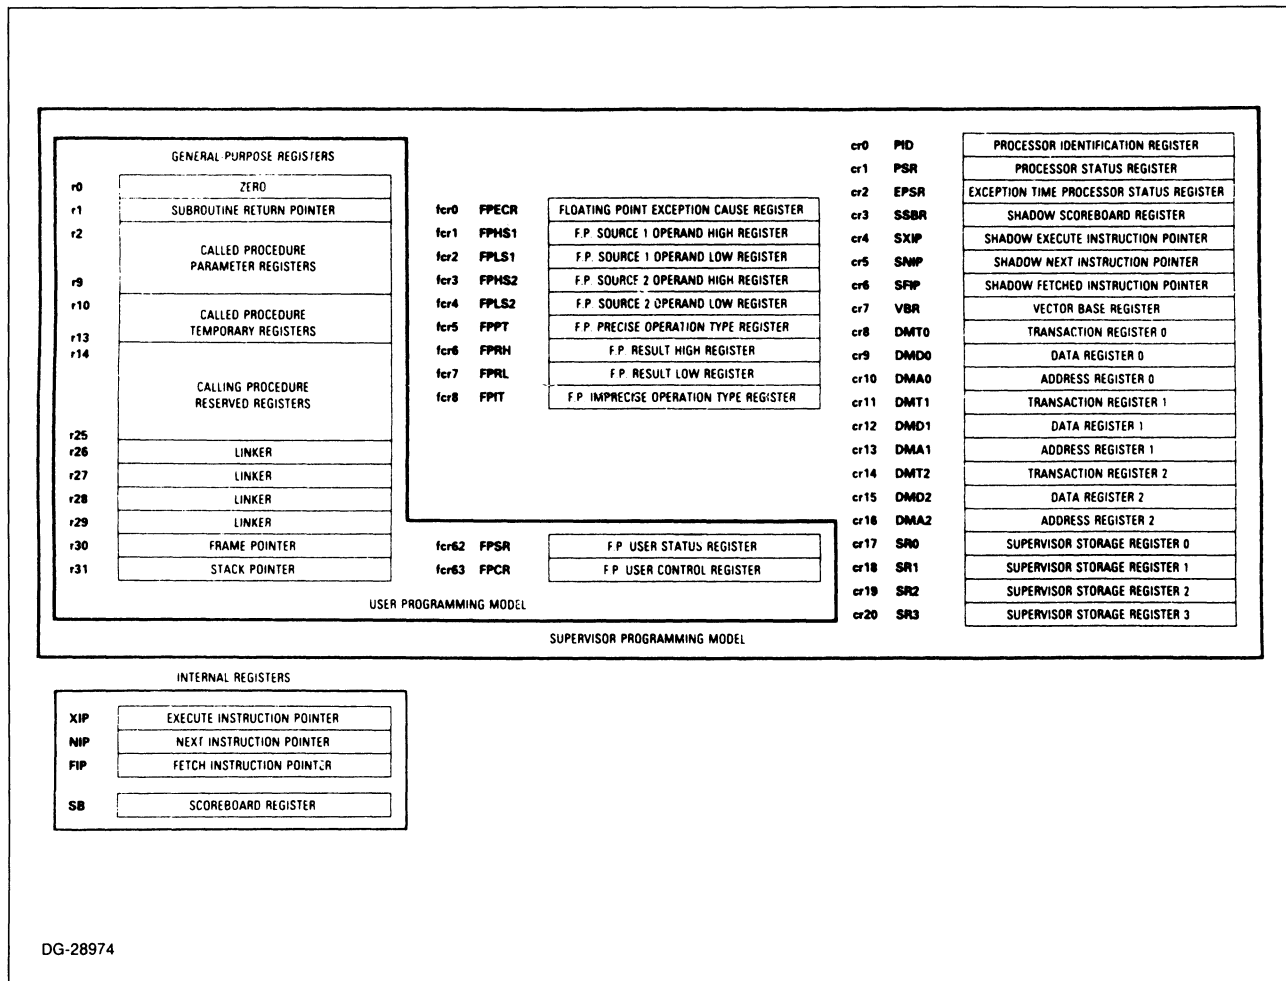 GENERAL-PURPOSE REGISTERS
r0 ZERO
r1 SUBROUTINE RETURN POINTER
r2
CALLED PROCEDURE
PARAMETER REGISTERS
r9
r10
CALLED PROCEDURE
TEMPORARY REGISTERS
r13
r14
CALLING PROCEDURE
RESERVED REGISTERS
r25
r26 LINKER
r27 LINKER
r28 LINKER
r29 LINKER
r30 FRAME POINTER
r31 STACK POINTER
fcr0 FPECR FLOATING POINT EXCEPTION CAUSE REGISTER
fcr1 FPHS1 F.P. SOURCE 1 OPERAND HIGH REGISTER
fcr2 FPLS1 F.P. SOURCE 1 OPERAND LOW REGISTER
fcr3 FPHS2 F.P. SOURCE 2 OPERAND HIGH REGISTER
fcr4 FPLS2 F.P. SOURCE 2 OPERAND LOW REGISTER
fcr5 FPPT F.P. PRECISE OPERATION TYPE REGISTER
fcr6 FPRH F.P. RESULT HIGH REGISTER
fcr7 FPRL F.P. RESULT LOW REGISTER
fcr8 FPIT F.P. IMPRECISE OPERATION TYPE REGISTER
fcr62 FPSR F.P. USER STATUS REGISTER
fcr63 FPCR F.P. USER CONTROL REGISTER
USER PROGRAMMING MODEL
cr0 PID PROCESSOR IDENTIFICATION REGISTER
cr1 PSR PROCESSOR STATUS REGISTER
cr2 EPSR EXCEPTION TIME PROCESSOR STATUS REGISTER
cr3 SSBR SHADOW SCOREBOARD REGISTER
cr4 SXIP SHADOW EXECUTE INSTRUCTION POINTER
cr5 SNIP SHADOW NEXT INSTRUCTION POINTER
cr6 SFIP SHADOW FETCHED INSTRUCTION POINTER
cr7 VBR VECTOR BASE REGISTER
cr8 DMT0 TRANSACTION REGISTER 0
cr9 DMD0 DATA REGISTER 0
cr10 DMA0 ADDRESS REGISTER 0
cr11 DMT1 TRANSACTION REGISTER 1
cr12 DMD1 DATA REGISTER 1
cr13 DMA1 ADDRESS REGISTER 1
cr14 DMT2 TRANSACTION REGISTER 2
cr15 DMD2 DATA REGISTER 2
cr16 DMA2 ADDRESS REGISTER 2
cr17 SR0 SUPERVISOR STORAGE REGISTER 0
cr18 SR1 SUPERVISOR STORAGE REGISTER 1
cr19 SR2 SUPERVISOR STORAGE REGISTER 2
cr20 SR3 SUPERVISOR STORAGE REGISTER 3
SUPERVISOR PROGRAMMING MODEL
INTERNAL REGISTERS
XIP EXECUTE INSTRUCTION POINTER
NIP NEXT INSTRUCTION POINTER
FIP FETCH INSTRUCTION POINTER
SB SCOREBOARD REGISTER
DG-28974